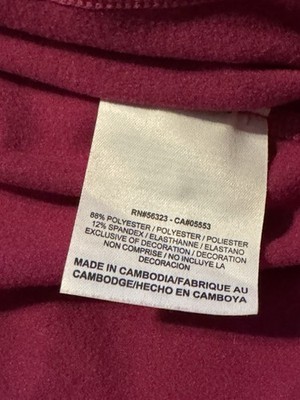 RN#56323 - CA#05553
88% POLYESTER / POLYESTER / POLIESTER
12% SPANDEX / ELASTHANNE / ELASTANO
EXCLUSIVE OF DECORATION / DECORATION
NON COMPRISE / NO INCLUYE LA
DECORACION
MADE IN CAMBODIA/FABRIQUE AU
CAMBODGE/HECHO EN CAMBOYA